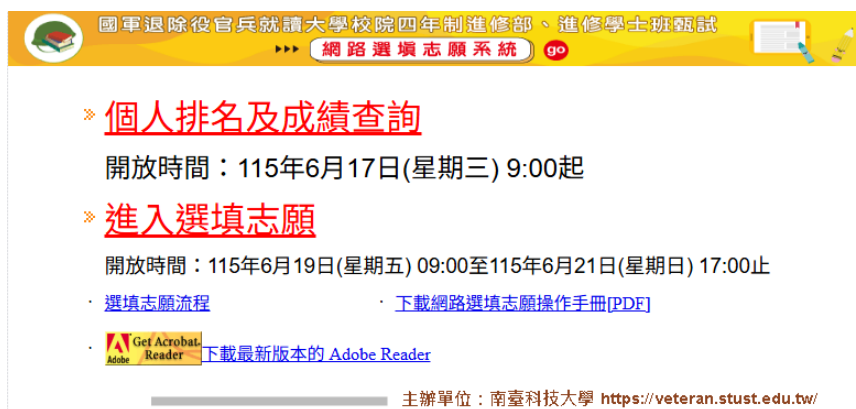 國軍退除役官兵就讀大學校院四年制進修部、進修學士班甄試
網路選填志願系統 go
個人排名及成績查詢
開放時間：115年6月17日(星期三) 9:00起
進入選填志願
開放時間：115年6月19日(星期五) 09:00至115年6月21日(星期日) 17:00止
選填志願流程 下載網路選填志願操作手冊[PDF]
Get Acrobat Reader Adobe 下載最新版本的 Adobe Reader
主辦單位：南臺科技大學 https://veteran.stust.edu.tw/